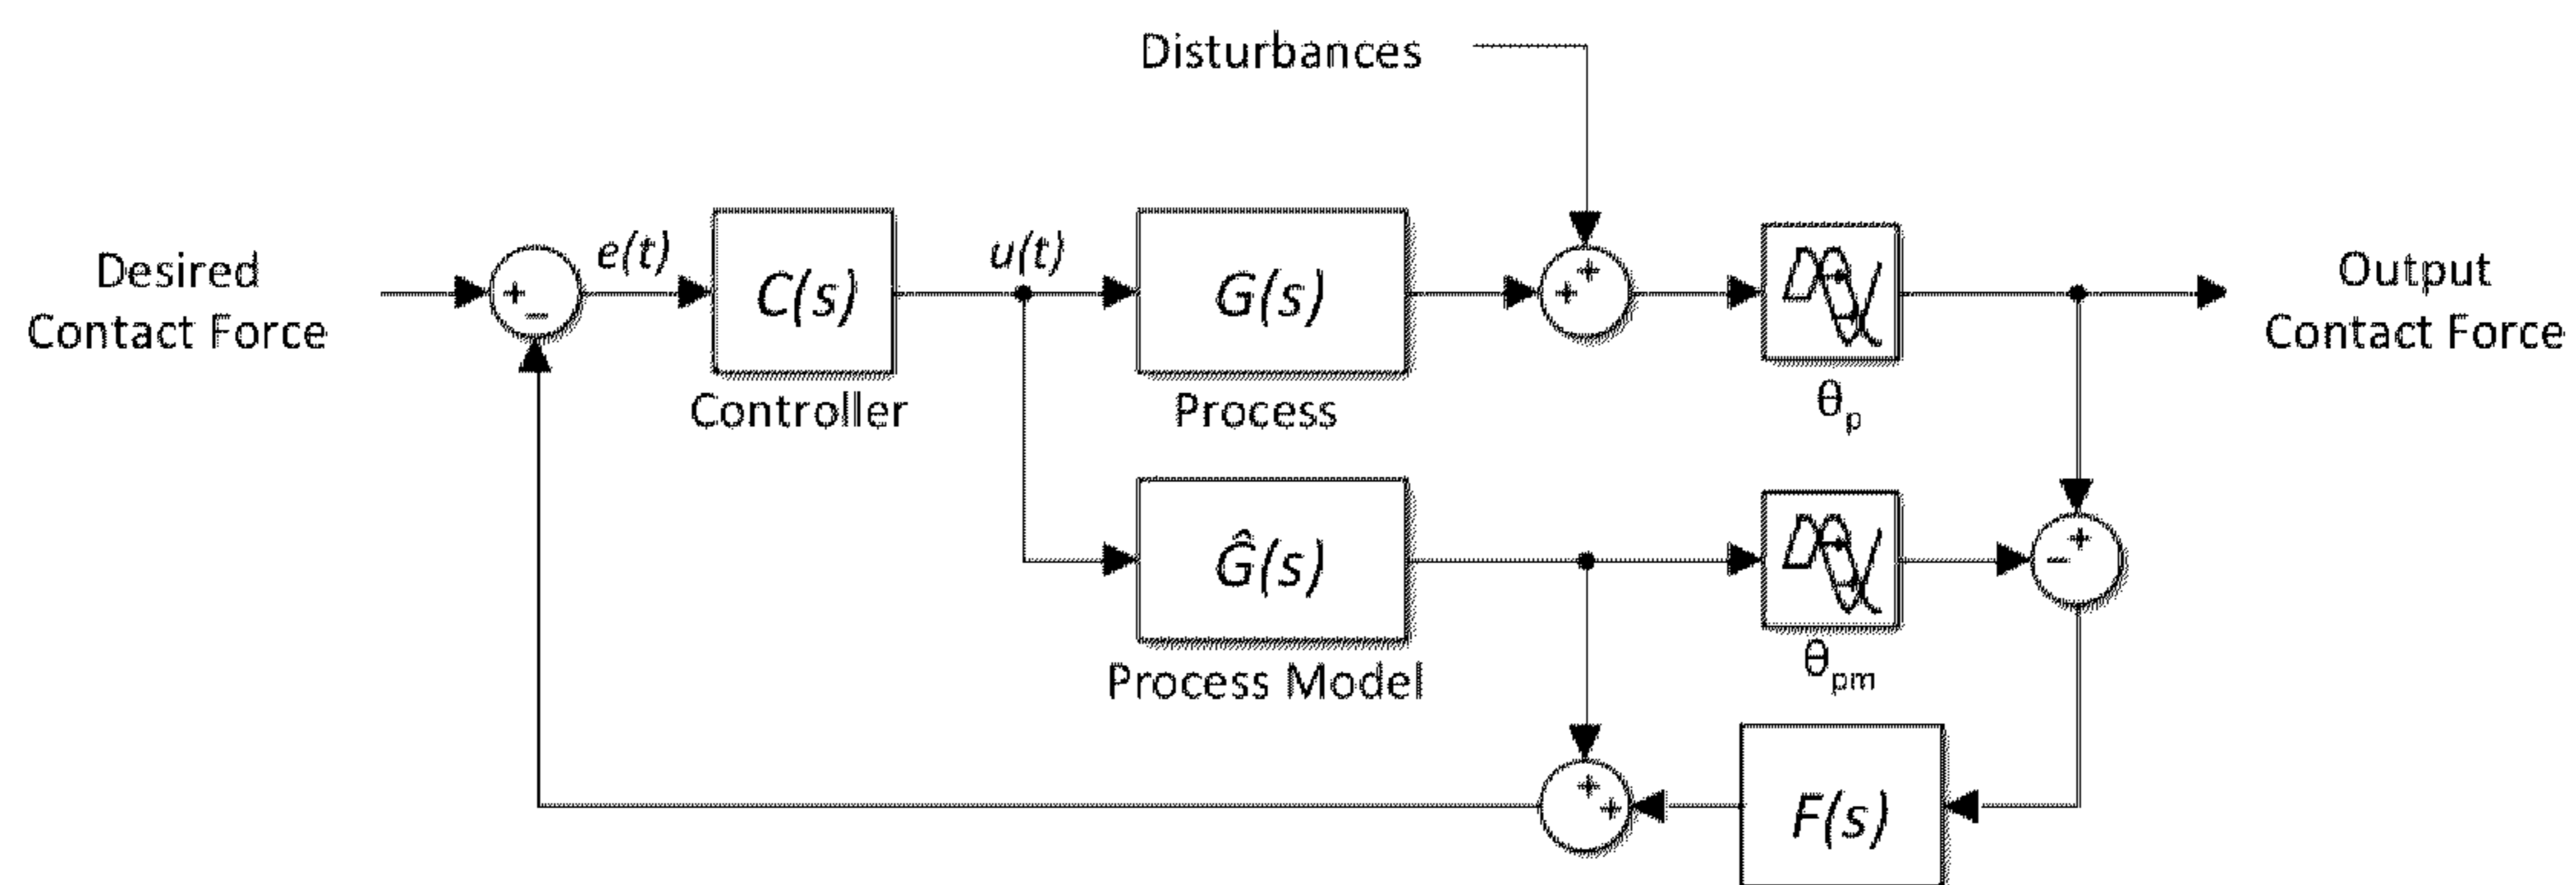 Disturbances
Desired
Contact Force
+
−
e(t)
C(s)
Controller
u(t)
G(s)
Process
+
+
θp
Output
Contact Force
Ĝ(s)
Process Model
θpm
+
−
+
+
F(s)